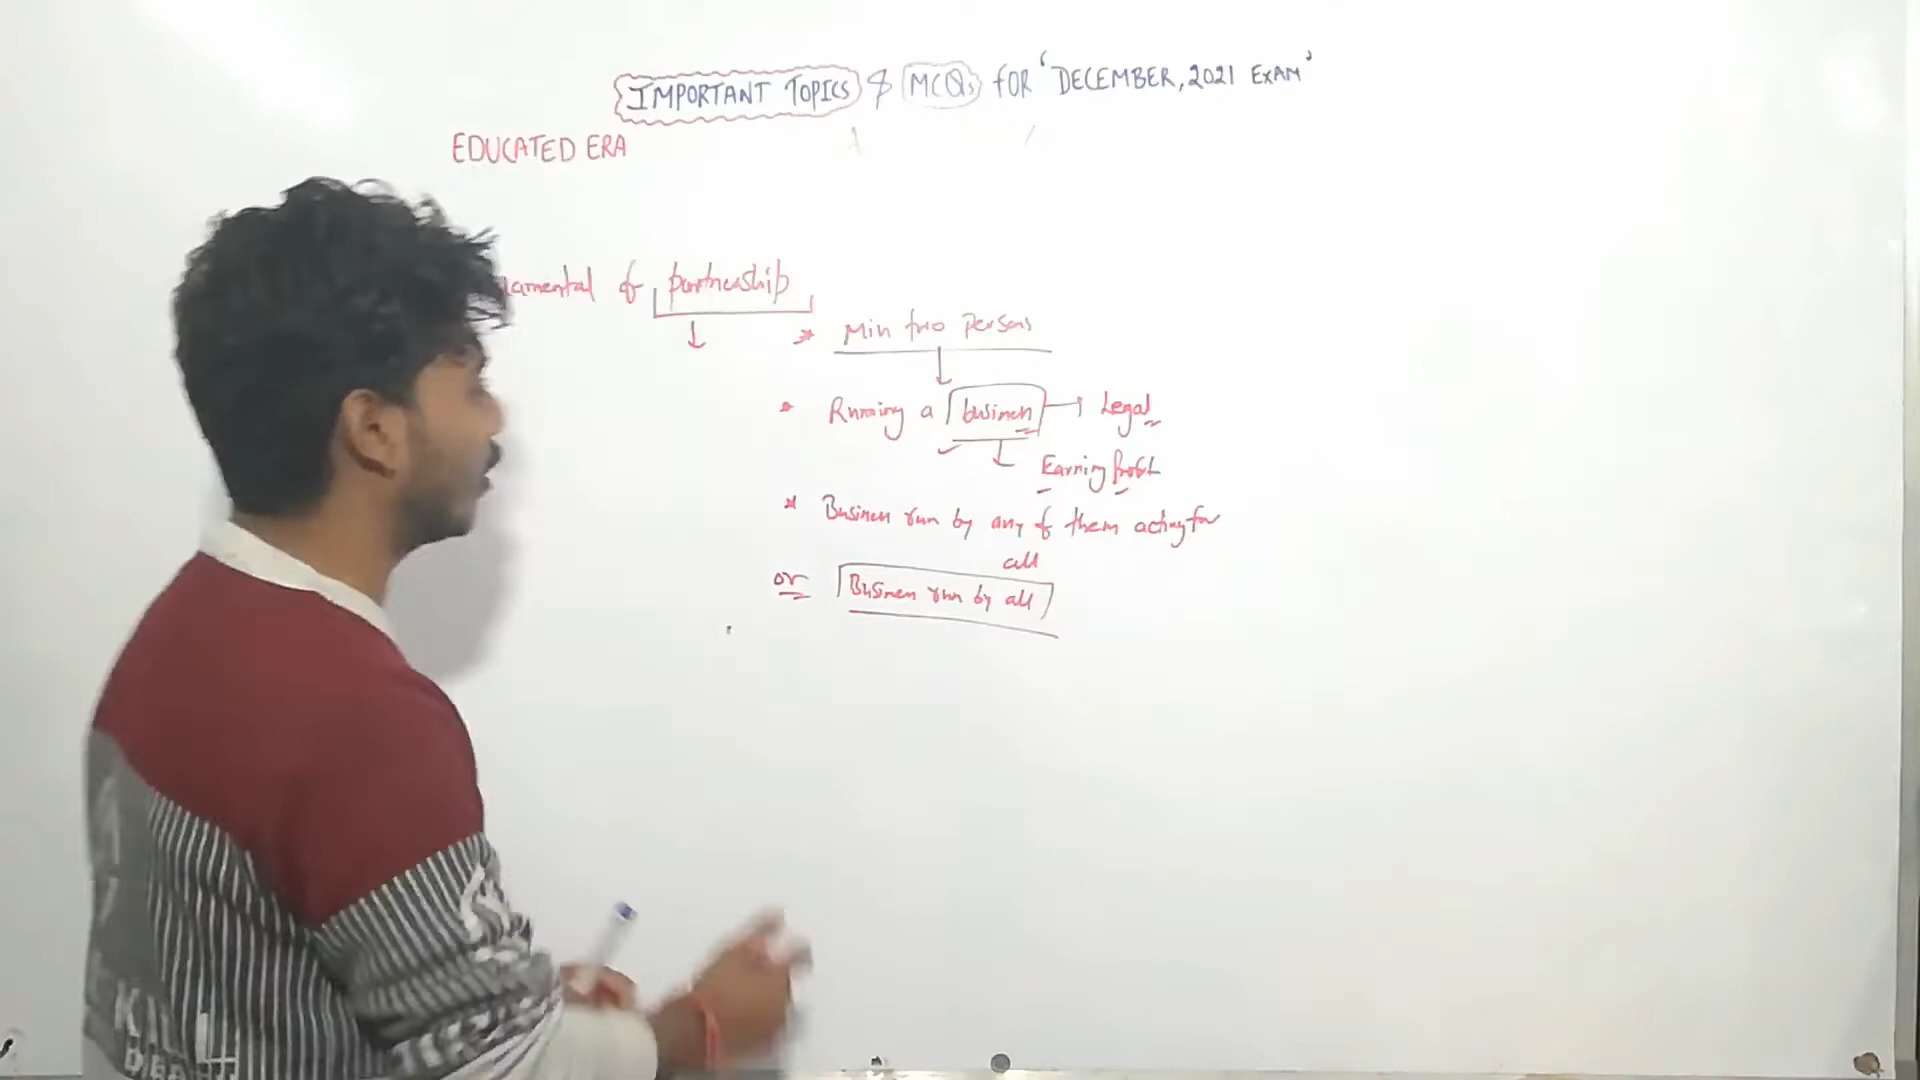 IMPORTANT TOPICS & MCQs FOR 'DECEMBER, 2021 EXAM'
EDUCATED ERA
amental of partnership
* Min two Persons
* Running a business → Legal
Earning Profit
* Business run by any of them acting for
all
or Business run by all